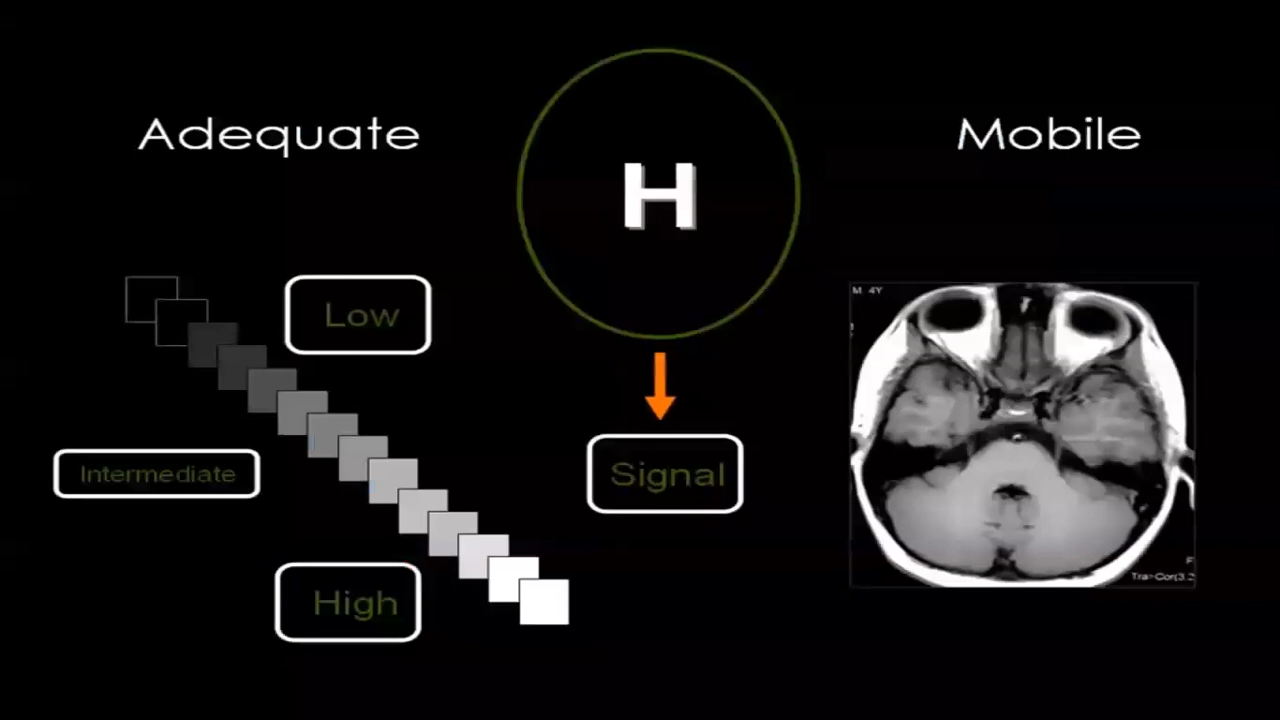 Adequate
H
Mobile
Low
Intermediate
High
Signal
M 4Y
Tra>Cor(3.2